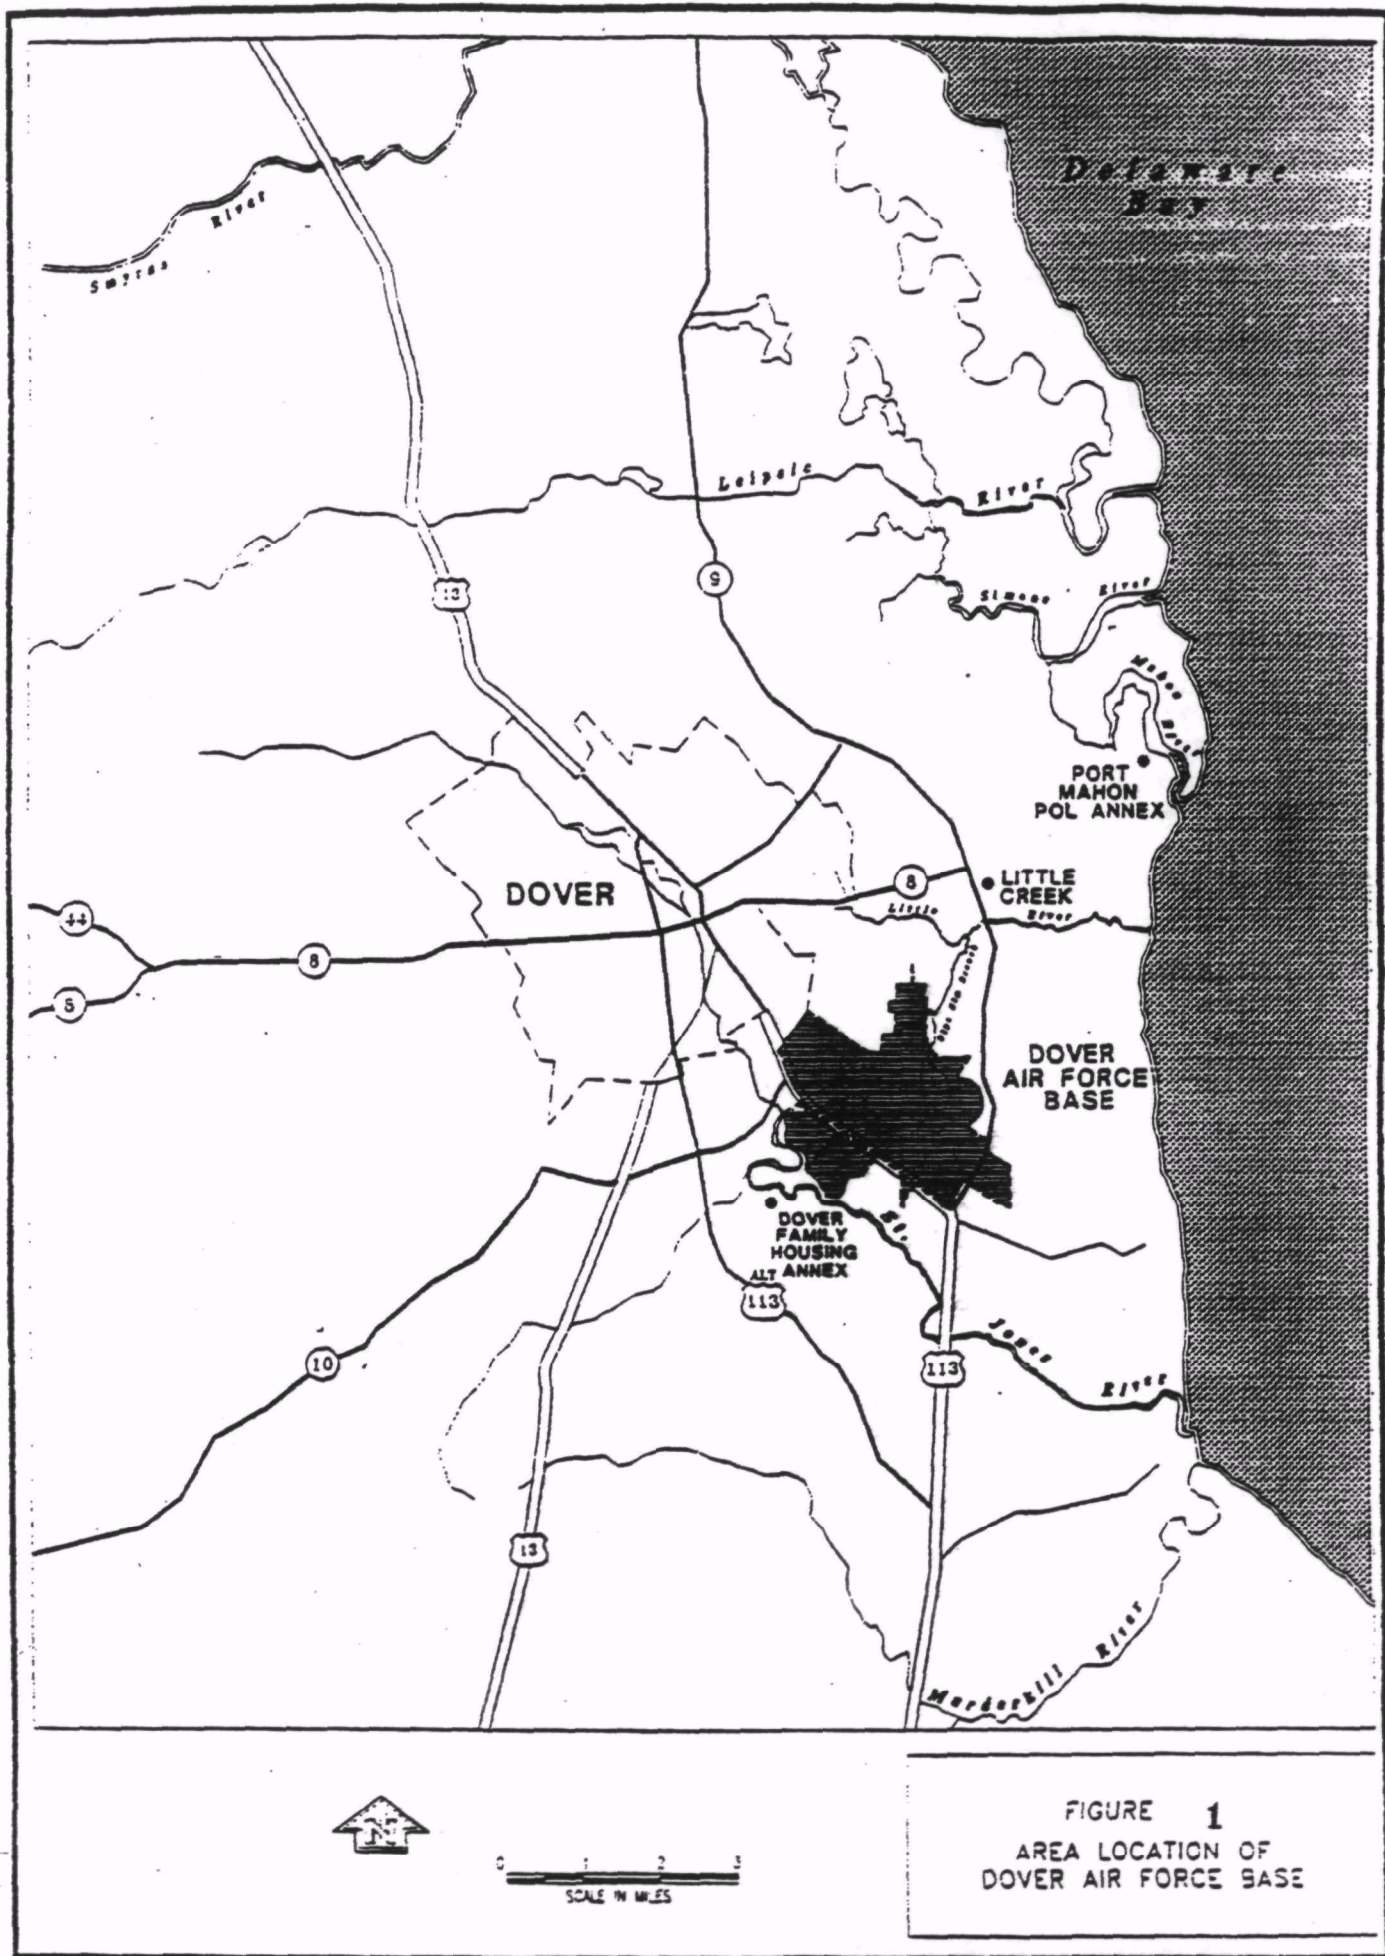 Delaware
Bay
Smyrna River
Leipsic River
13
9
Simons River
Mahon River
PORT
MAHON
POL ANNEX
8
LITTLE
CREEK
DOVER
Little River
44
8
8
DOVER
AIR FORCE
BASE
DOVER
FAMILY
HOUSING
ANNEX
ALT
113
St. Jones River
113
10
13
Murderkill River
N
0 1 2 3
SCALE IN MILES
FIGURE 1
AREA LOCATION OF
DOVER AIR FORCE BASE